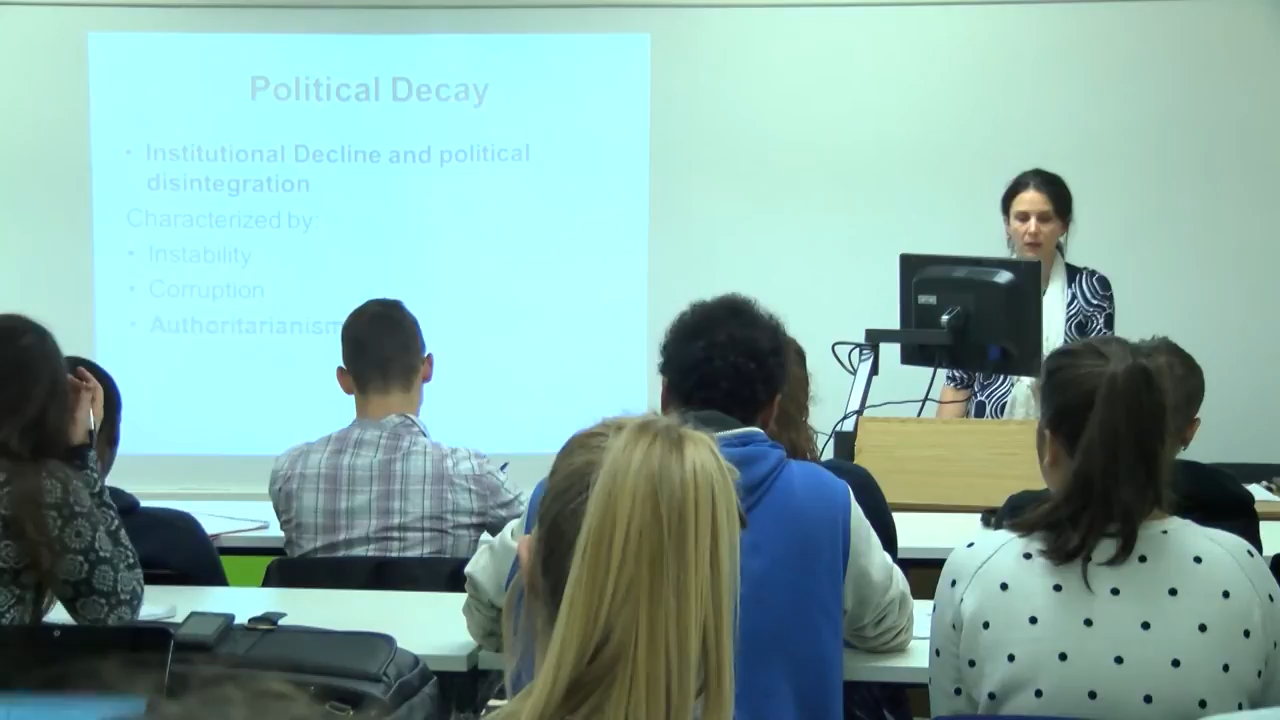 Political Decay
• Institutional Decline and political
disintegration
Characterized by:
• Instability
• Corruption
• Authoritarianism